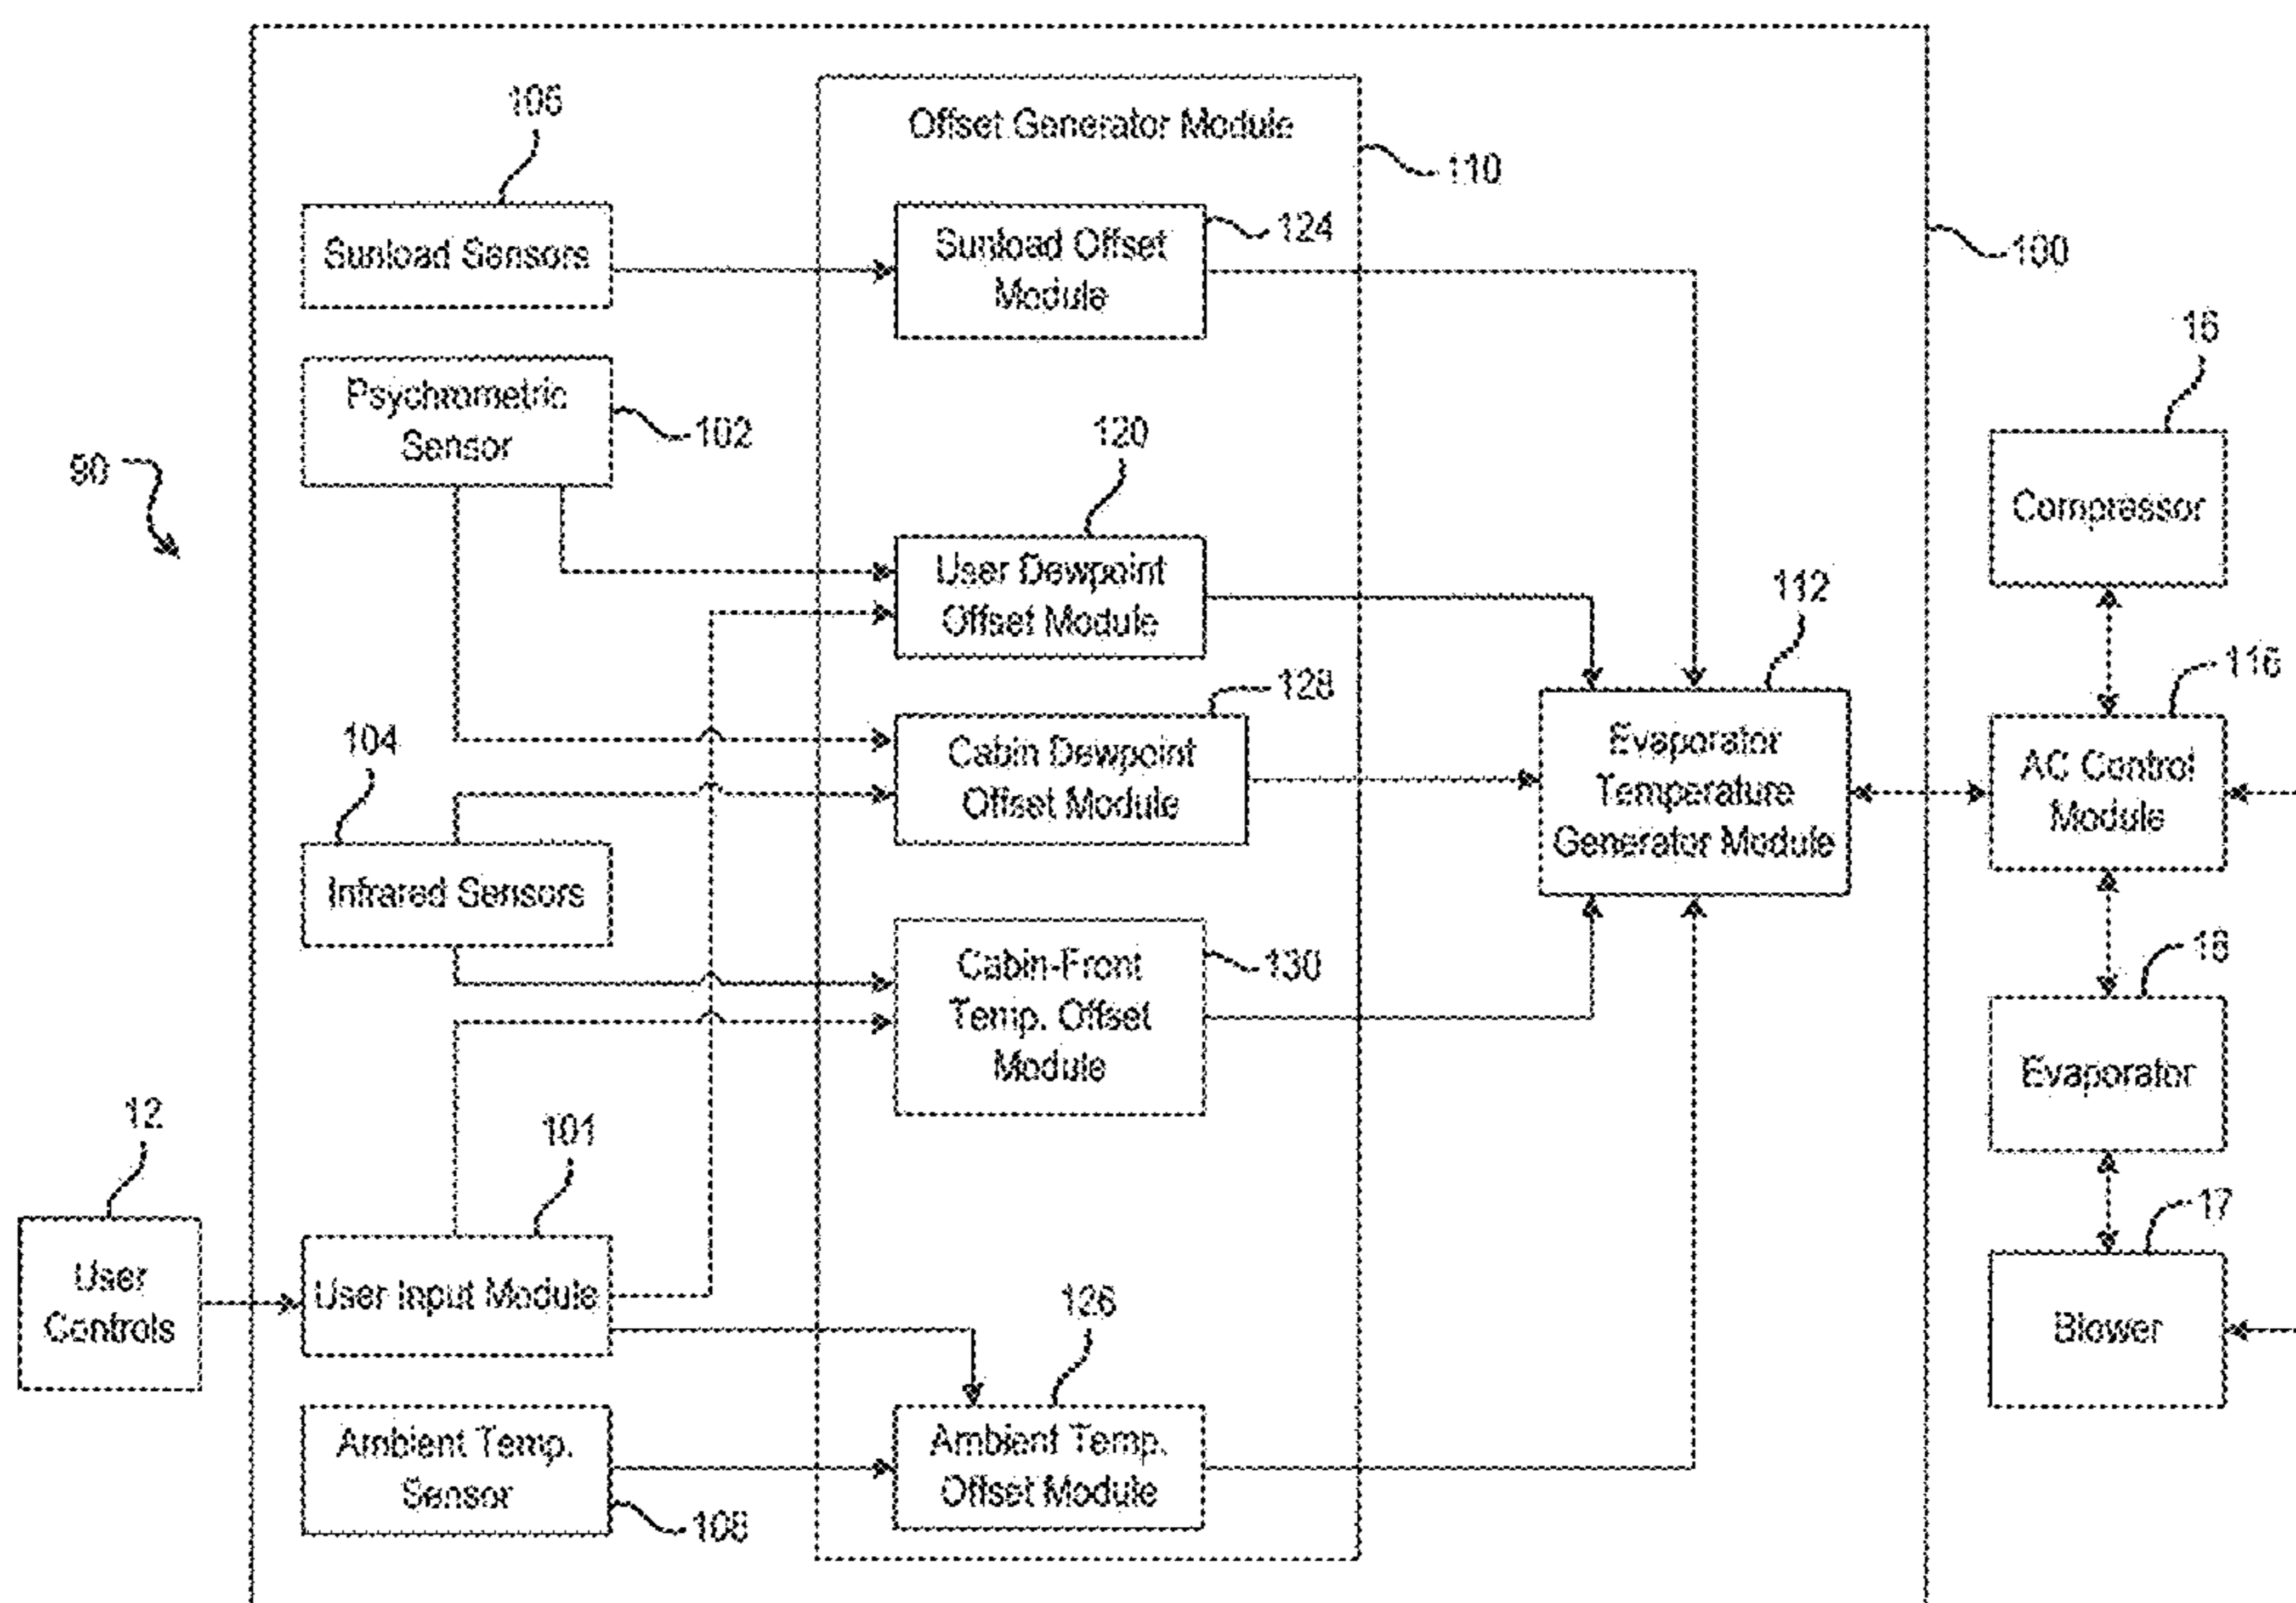 106
Offset Generator Module
110
Sunload Sensors
Sunload Offset
Module
124
100
Psychrometric
Sensor
102
90
120
User Dewpoint
Offset Module
16
Compressor
112
128
Cabin Dewpoint
Offset Module
104
Infrared Sensors
Evaporator
Temperature
Generator Module
116
AC Control
Module
Cabin-Front
Temp. Offset
Module
130
18
Evaporator
12
User
Controls
101
User Input Module
17
Blower
126
Ambient Temp.
Sensor
108
Ambient Temp.
Offset Module